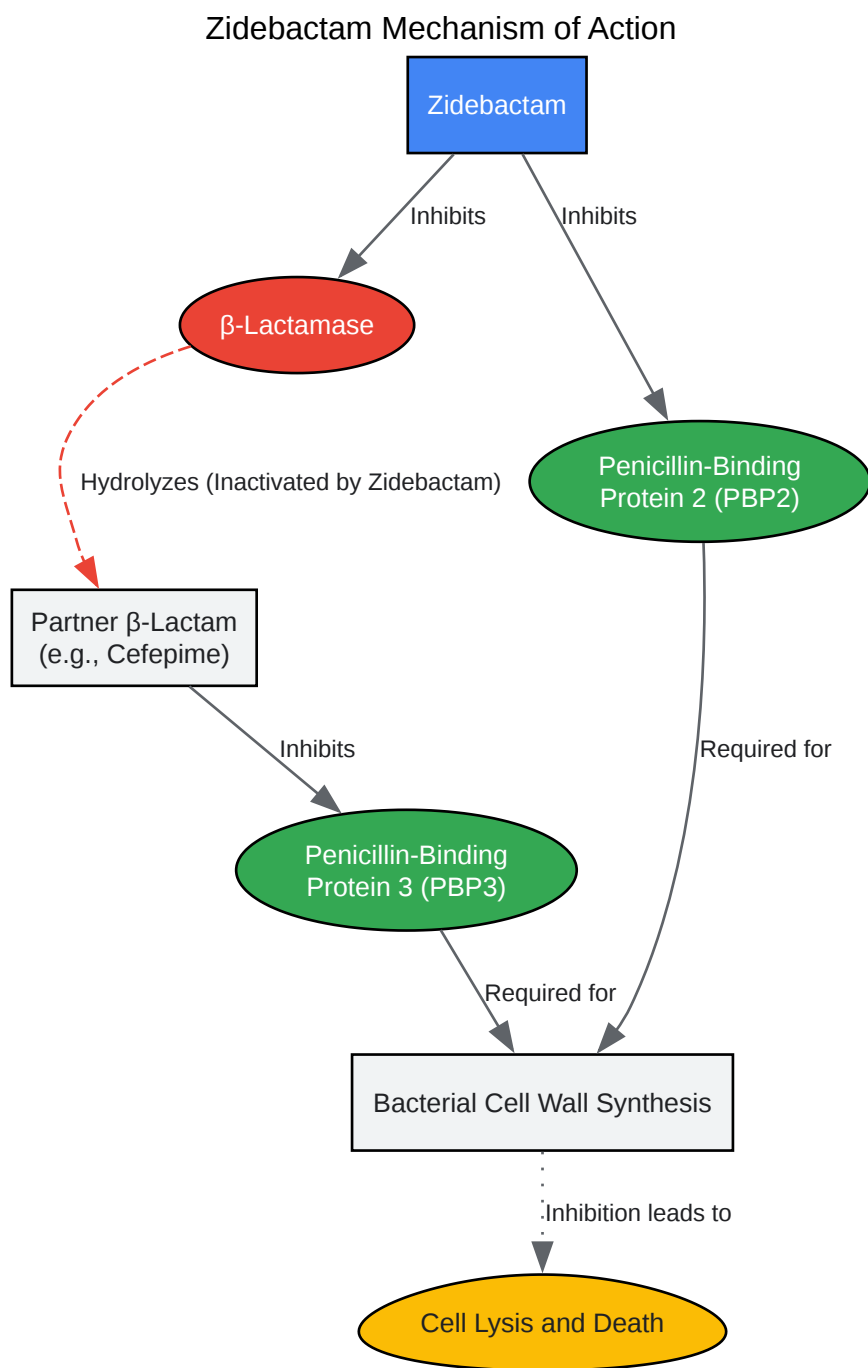 Zidebactam Mechanism of Action
Zidebactam
Inhibits
Inhibits
β-Lactamase
Penicillin-Binding
Protein 2 (PBP2)
Hydrolyzes (Inactivated by Zidebactam)
Partner β-Lactam
(e.g., Cefepime)
Inhibits
Required for
Penicillin-Binding
Protein 3 (PBP3)
Required for
Bacterial Cell Wall Synthesis
Inhibition leads to
Cell Lysis and Death